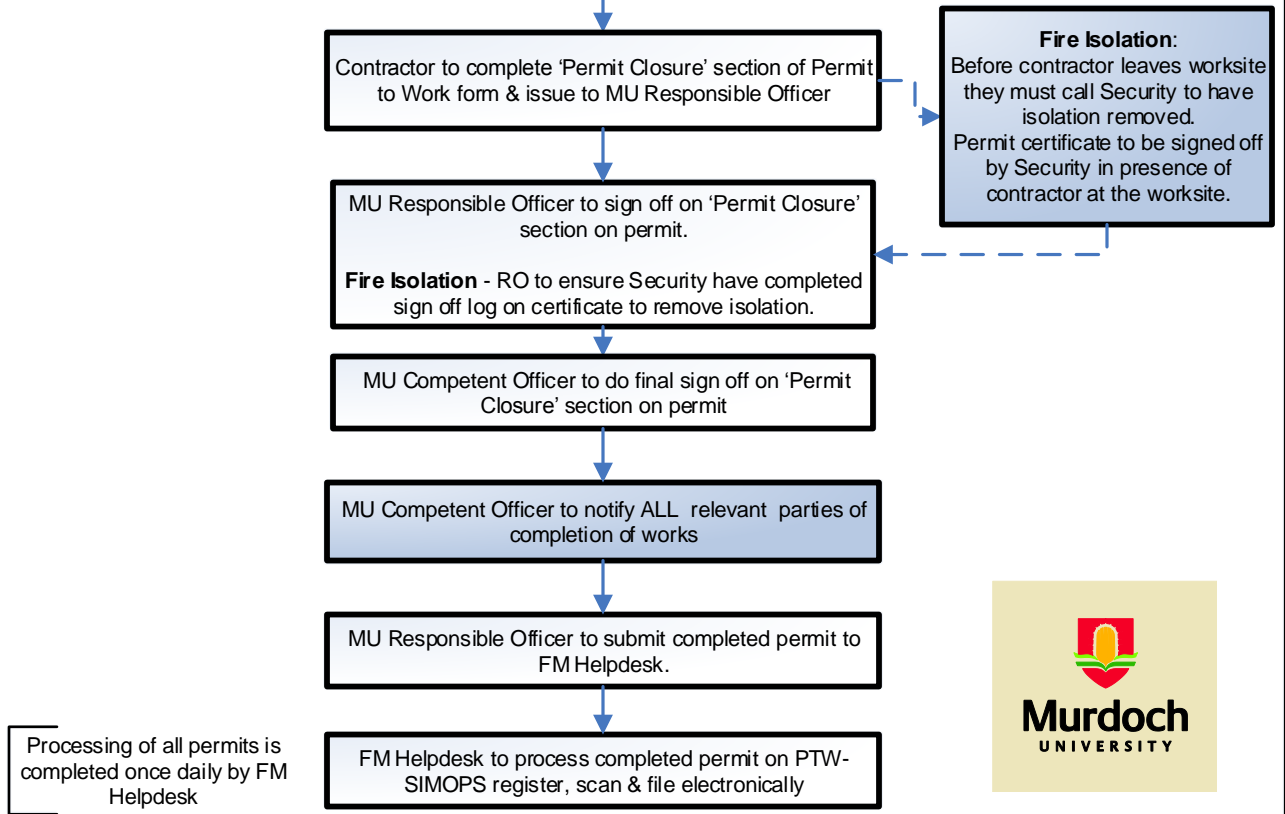 Contractor to complete ‘Permit Closure’ section of Permit
to Work form & issue to MU Responsible Officer
Fire Isolation:
Before contractor leaves worksite
they must call Security to have
isolation removed.
Permit certificate to be signed off
by Security in presence of
contractor at the worksite.
MU Responsible Officer to sign off on ‘Permit Closure’
section on permit.
Fire Isolation - RO to ensure Security have completed
sign off log on certificate to remove isolation.
MU Competent Officer to do final sign off on ‘Permit
Closure’ section on permit
MU Competent Officer to notify ALL relevant parties of
completion of works
MU Responsible Officer to submit completed permit to
FM Helpdesk.
Processing of all permits is
completed once daily by FM
Helpdesk
FM Helpdesk to process completed permit on PTW-
SIMOPS register, scan & file electronically
Murdoch
UNIVERSITY